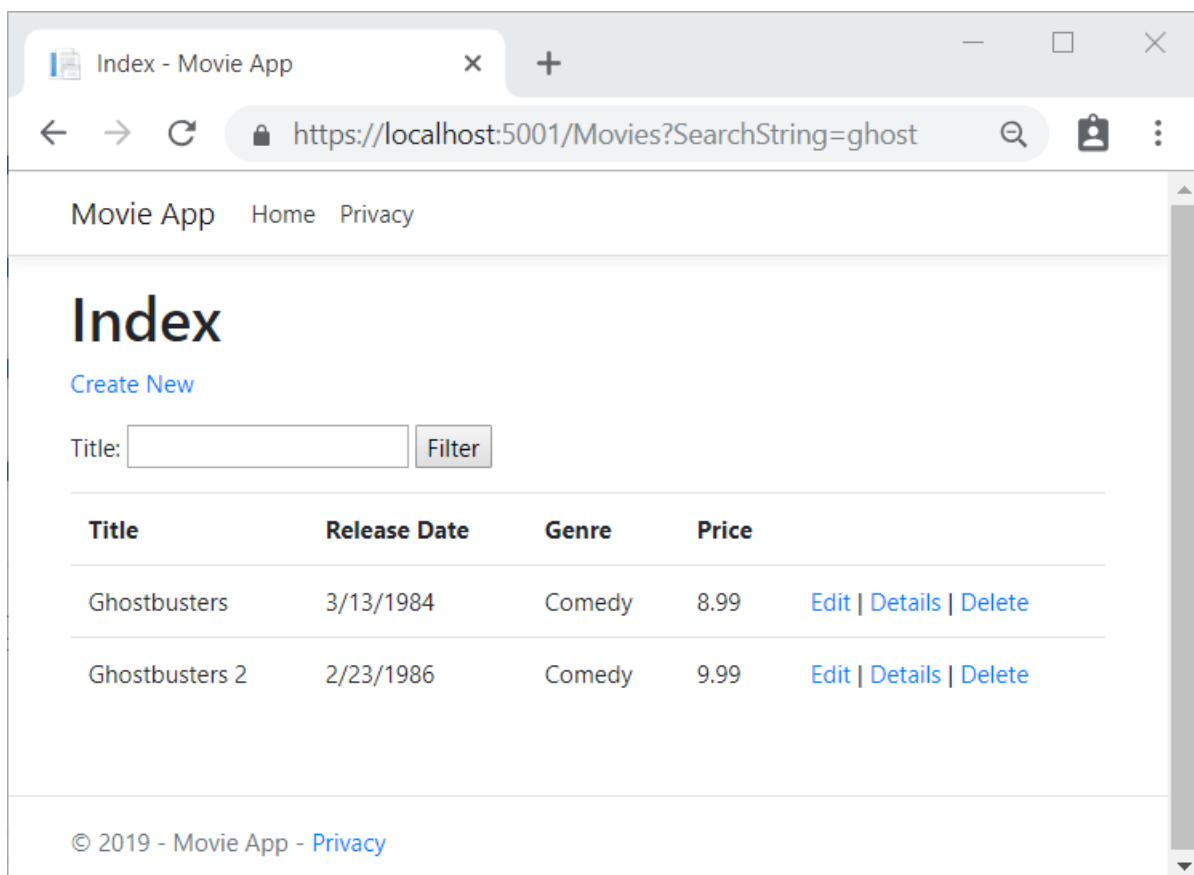 Index - Movie App
https://localhost:5001/Movies?SearchString=ghost
Movie App Home Privacy
Index
Create New
Title: Filter
Title Release Date Genre Price
Ghostbusters 3/13/1984 Comedy 8.99 Edit | Details | Delete
Ghostbusters 2 2/23/1986 Comedy 9.99 Edit | Details | Delete
© 2019 - Movie App - Privacy